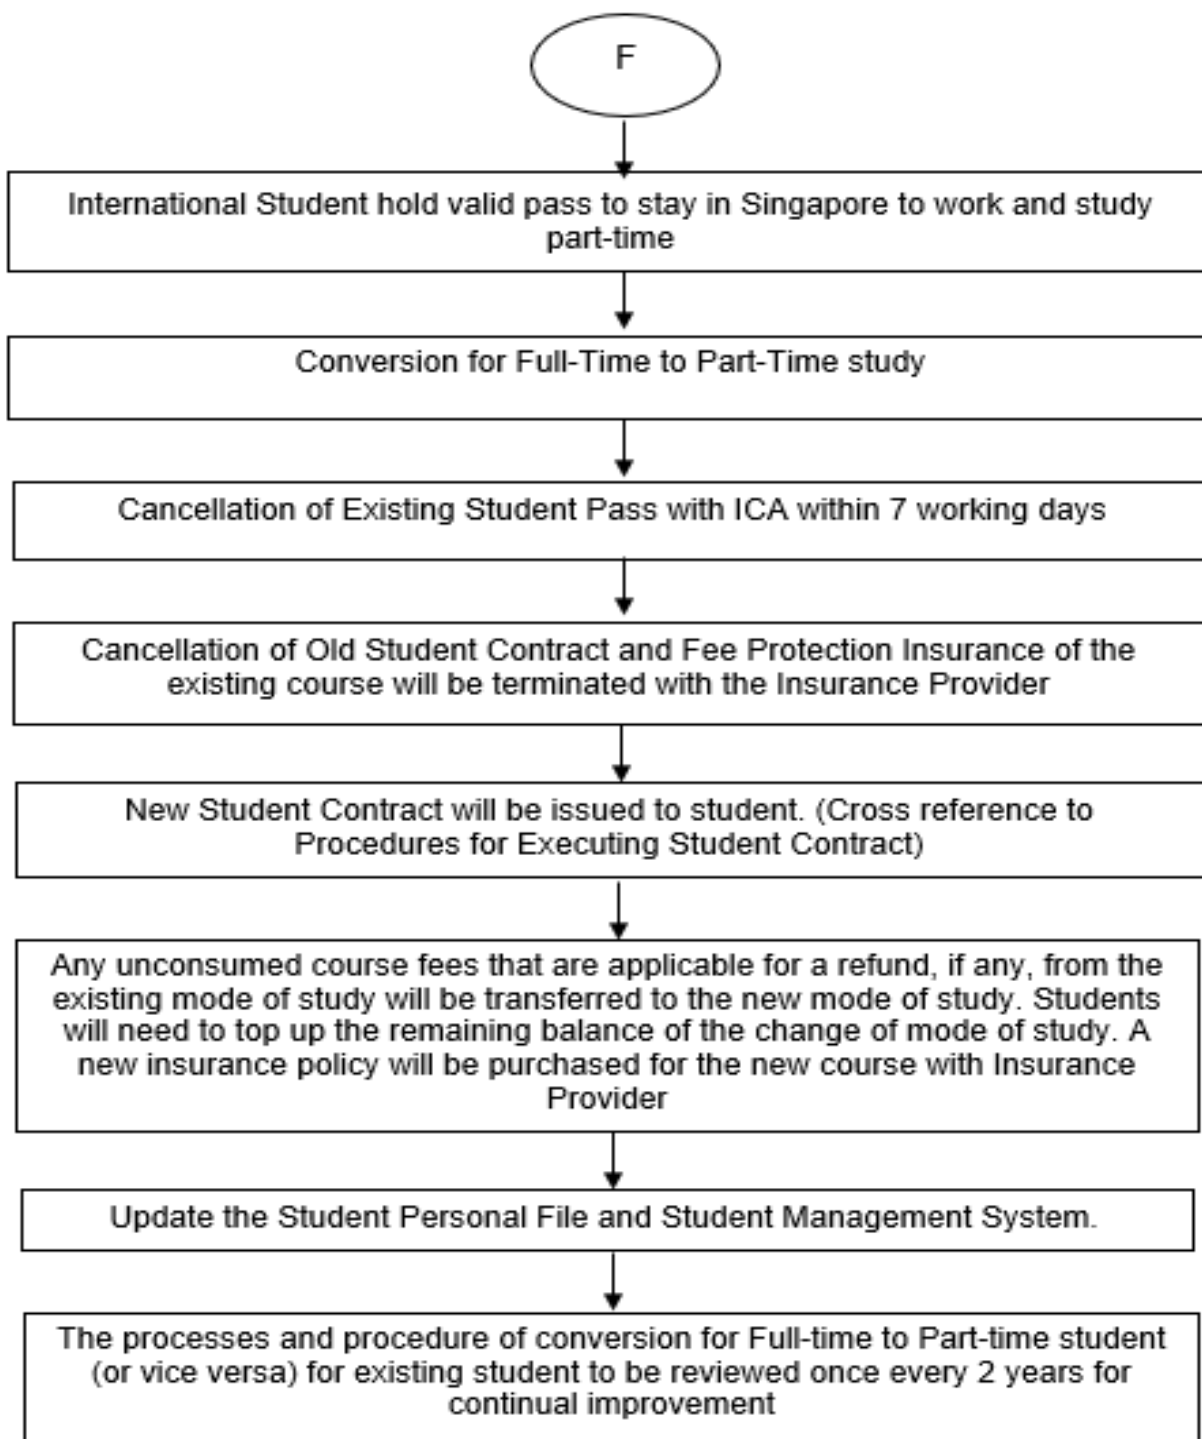 F
International Student hold valid pass to stay in Singapore to work and study
part-time
Conversion for Full-Time to Part-Time study
Cancellation of Existing Student Pass with ICA within 7 working days
Cancellation of Old Student Contract and Fee Protection Insurance of the
existing course will be terminated with the Insurance Provider
New Student Contract will be issued to student. (Cross reference to
Procedures for Executing Student Contract)
Any unconsumed course fees that are applicable for a refund, if any, from the
existing mode of study will be transferred to the new mode of study. Students
will need to top up the remaining balance of the change of mode of study. A
new insurance policy will be purchased for the new course with Insurance
Provider
Update the Student Personal File and Student Management System.
The processes and procedure of conversion for Full-time to Part-time student
(or vice versa) for existing student to be reviewed once every 2 years for
continual improvement